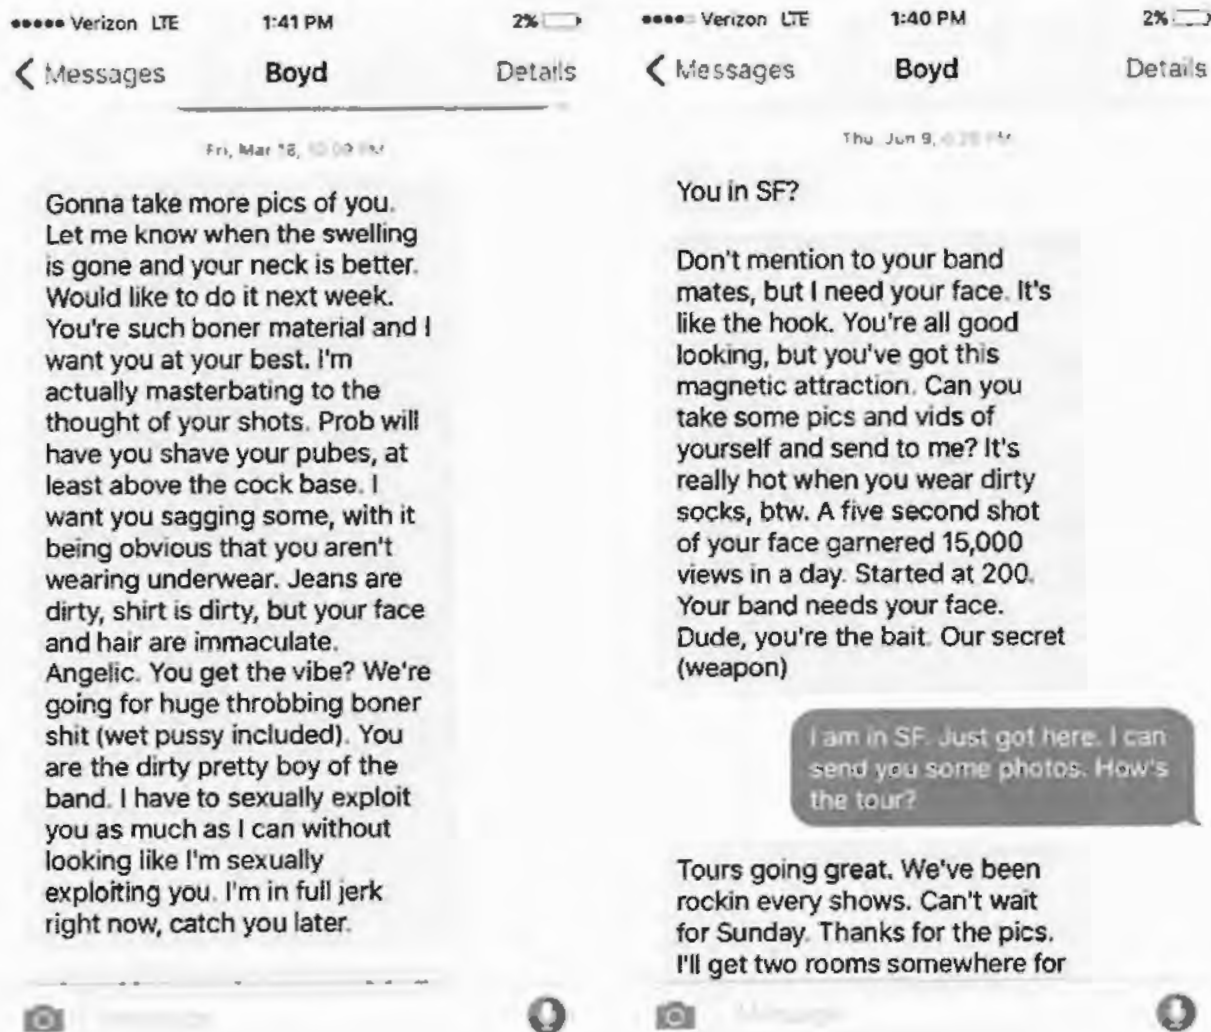 Verizon LTE 1:41 PM 2%
Messages Boyd Details
Fri, Mar 18,
Gonna take more pics of you.
Let me know when the swelling
is gone and your neck is better.
Would like to do it next week.
You're such boner material and I
want you at your best. I'm
actually masterbating to the
thought of your shots. Prob will
have you shave your pubes, at
least above the cock base. I
want you sagging some, with it
being obvious that you aren't
wearing underwear. Jeans are
dirty, shirt is dirty, but your face
and hair are immaculate.
Angelic. You get the vibe? We're
going for huge throbbing boner
shit (wet pussy included). You
are the dirty pretty boy of the
band. I have to sexually exploit
you as much as I can without
looking like I'm sexually
exploiting you. I'm in full jerk
right now, catch you later.
Verizon LTE 1:40 PM 2%
Messages Boyd Details
Thu, Jun 9,
You in SF?
Don't mention to your band
mates, but I need your face. It's
like the hook. You're all good
looking, but you've got this
magnetic attraction. Can you
take some pics and vids of
yourself and send to me? It's
really hot when you wear dirty
socks, btw. A five second shot
of your face garnered 15,000
views in a day. Started at 200.
Your band needs your face.
Dude, you're the bait. Our secret
(weapon)
I am in SF. Just got here. I can
send you some photos. How's
the tour?
Tours going great. We've been
rockin every shows. Can't wait
for Sunday. Thanks for the pics.
I'll get two rooms somewhere for